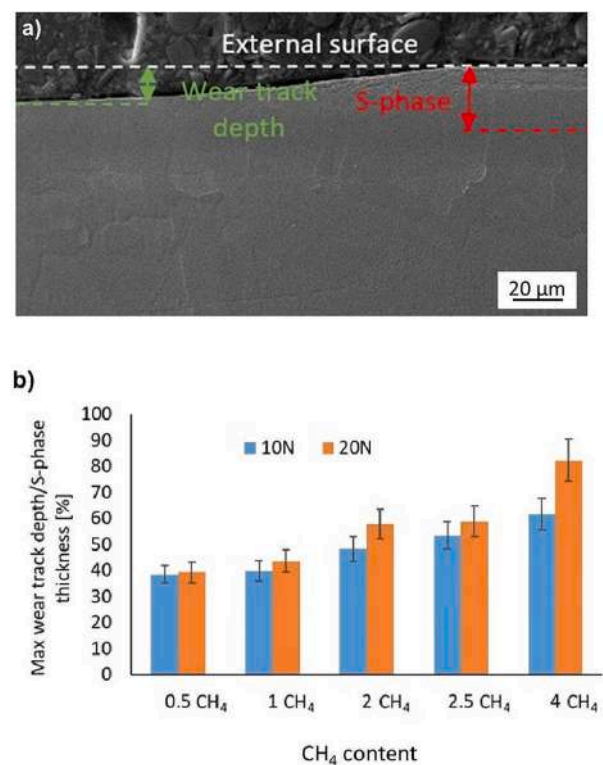 a)
External surface
Wear track
depth
S-phase
20 µm
b)
Max wear track depth/S-phase
thickness [%]
100
90
80
70
60
50
40
30
20
10
0
10N
20N
0.5 CH₄
1 CH₄
2 CH₄
2.5 CH₄
4 CH₄
CH₄ content